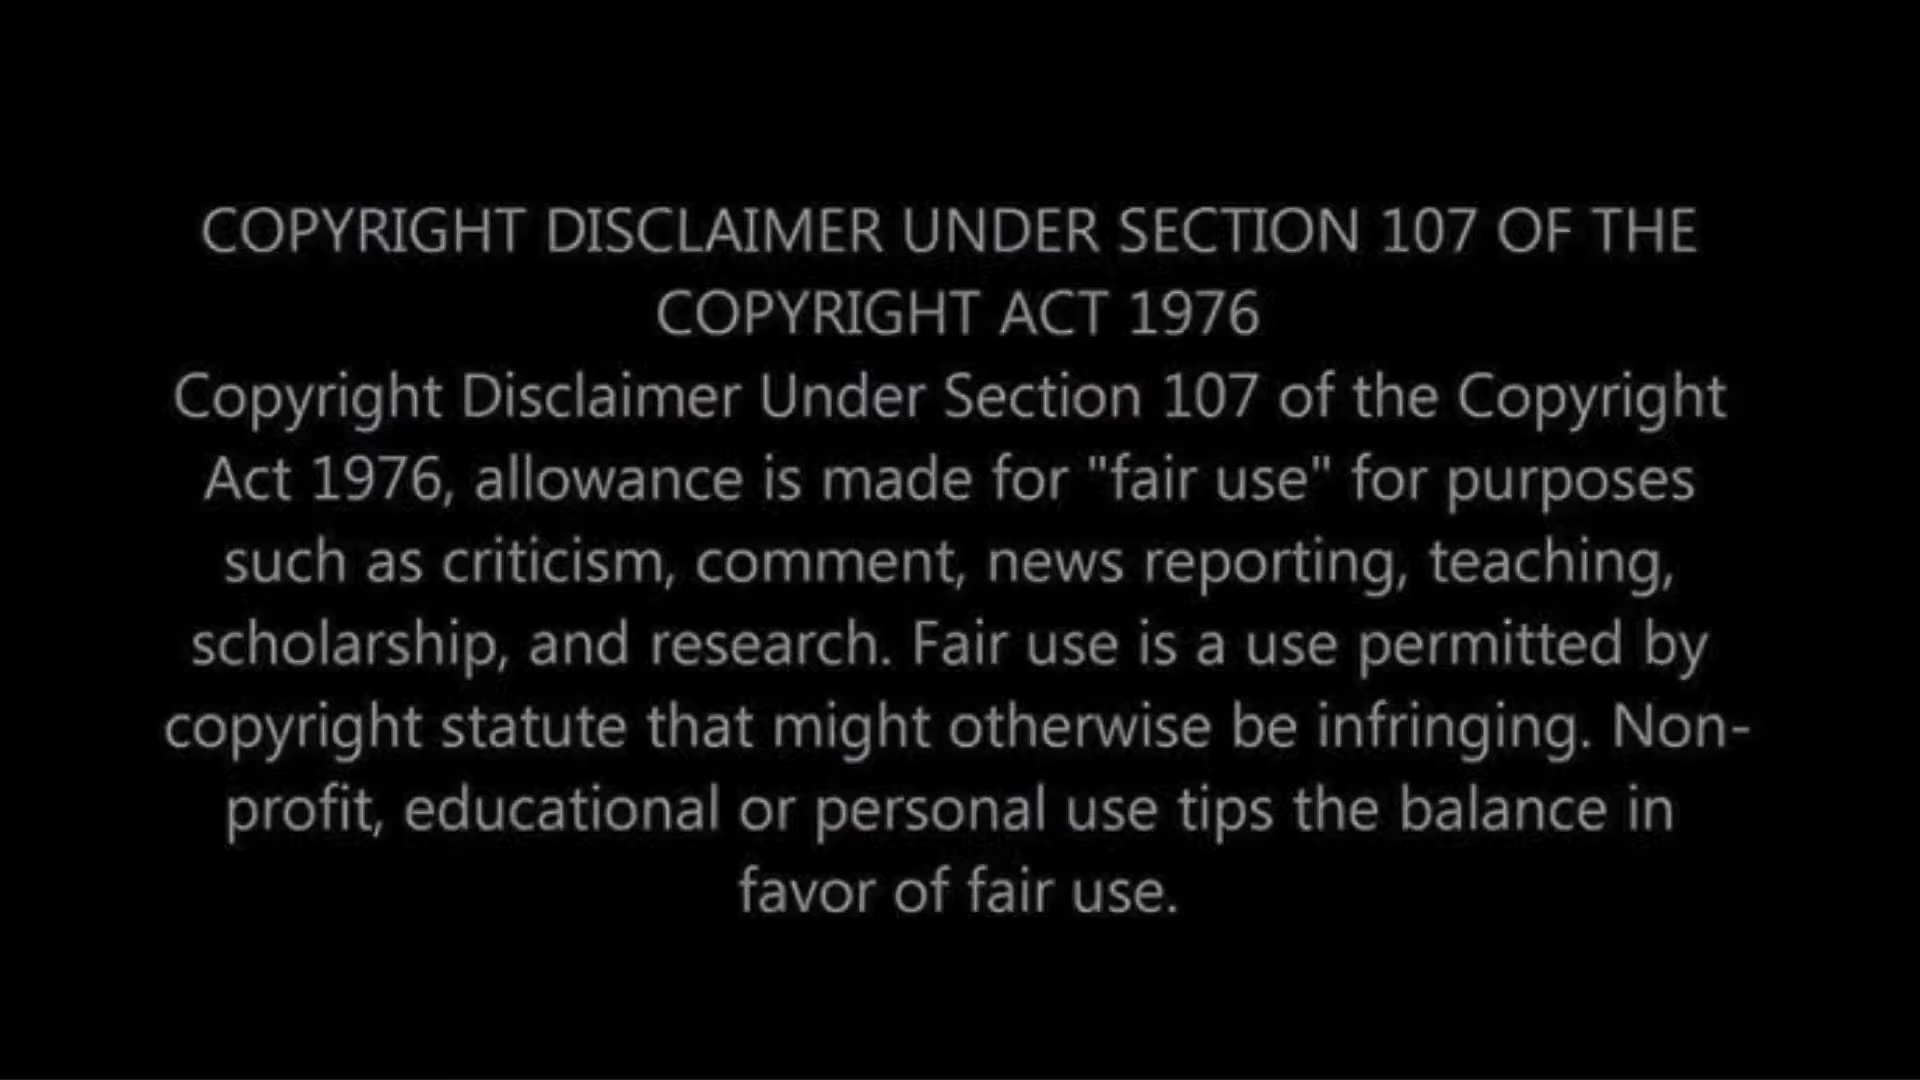 COPYRIGHT DISCLAIMER UNDER SECTION 107 OF THE
COPYRIGHT ACT 1976
Copyright Disclaimer Under Section 107 of the Copyright
Act 1976, allowance is made for "fair use" for purposes
such as criticism, comment, news reporting, teaching,
scholarship, and research. Fair use is a use permitted by
copyright statute that might otherwise be infringing. Non-
profit, educational or personal use tips the balance in
favor of fair use.